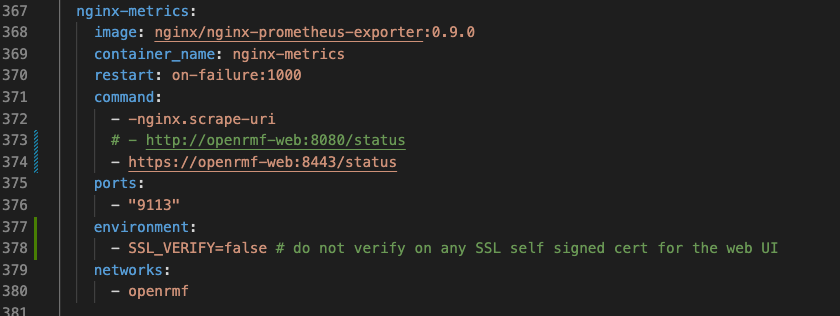 367 nginx-metrics:
368 image: nginx/nginx-prometheus-exporter:0.9.0
369 container_name: nginx-metrics
370 restart: on-failure:1000
371 command:
372 - -nginx.scrape-uri
373 # - http://openrmf-web:8080/status
374 - https://openrmf-web:8443/status
375 ports:
376 - "9113"
377 environment:
378 - SSL_VERIFY=false # do not verify on any SSL self signed cert for the web UI
379 networks:
380 - openrmf
381